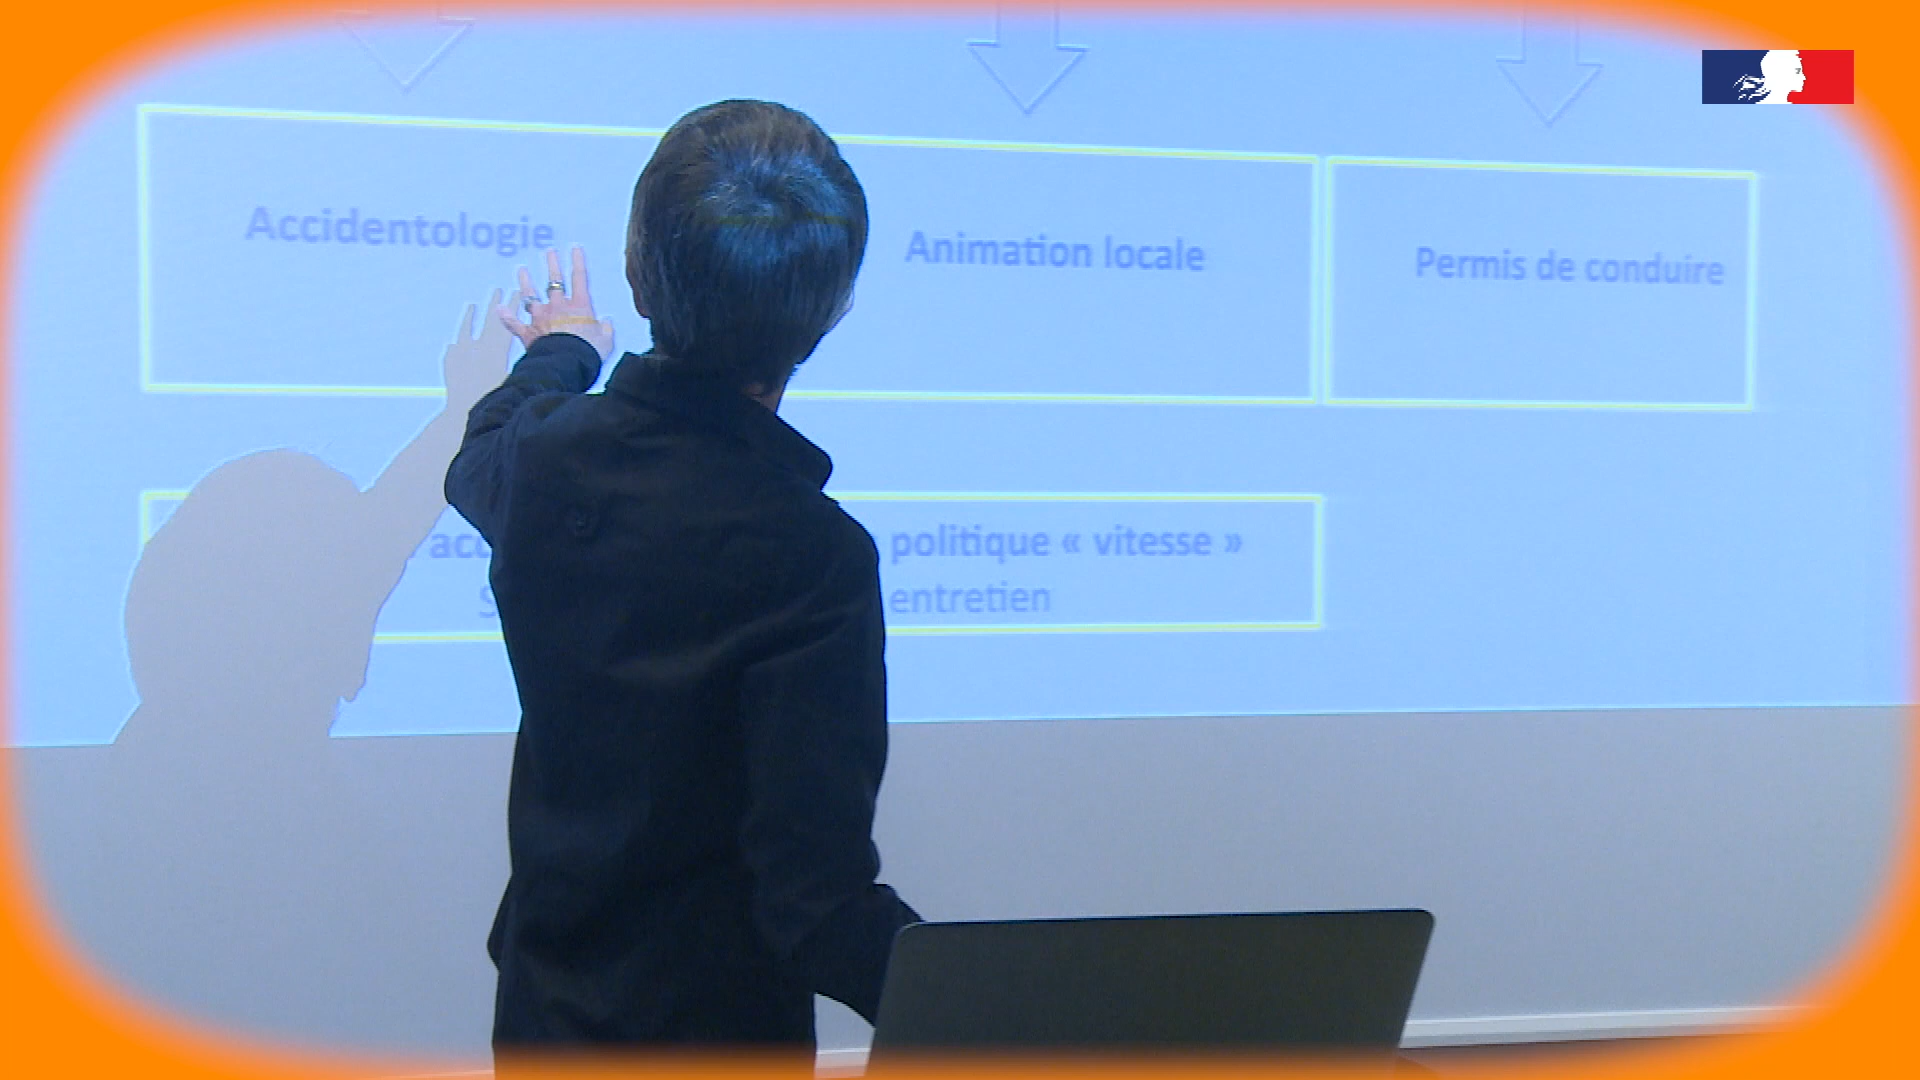 Accidentologie
Animation locale
Permis de conduire
politique « vitesse »
entretien